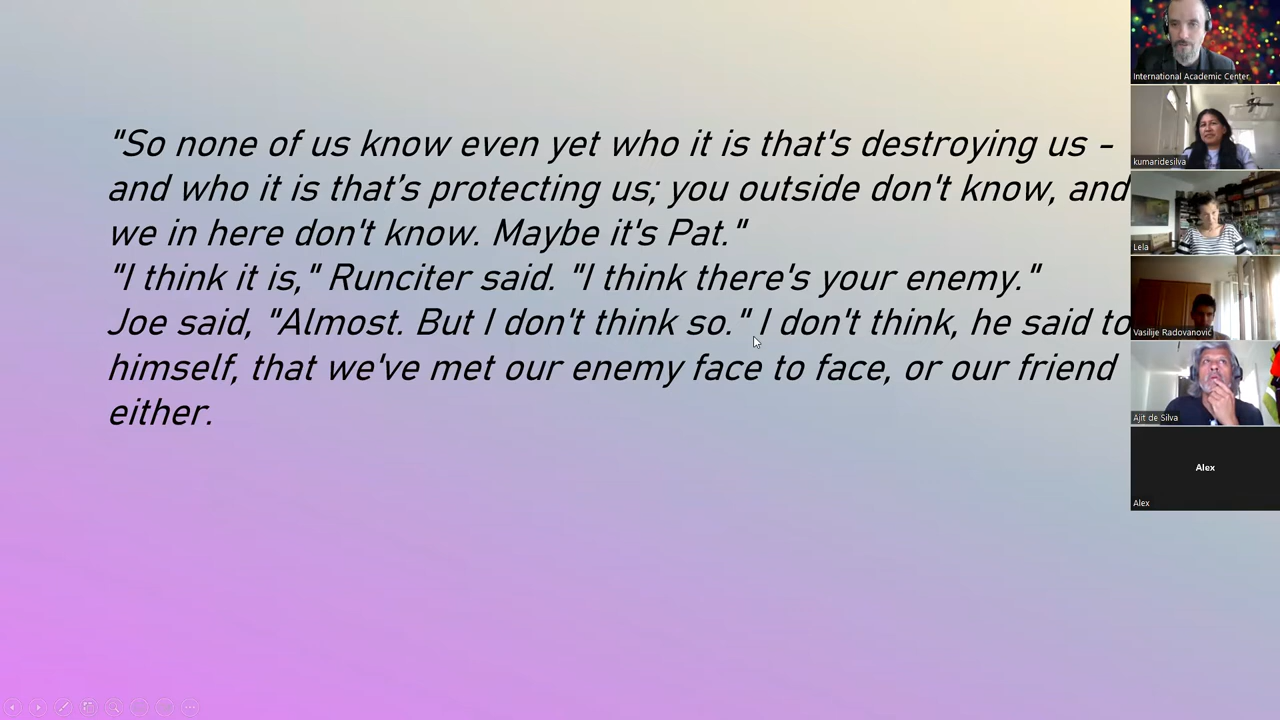 "So none of us know even yet who it is that's destroying us -
and who it is that’s protecting us; you outside don't know, and
we in here don't know. Maybe it's Pat."
"I think it is," Runciter said. "I think there's your enemy."
Joe said, "Almost. But I don't think so." I don't think, he said to
himself, that we've met our enemy face to face, or our friend
either.
International Academic Center
kumaridesilva
Lela
Vasilije Radovanović
Ajit de Silva
Alex
Alex